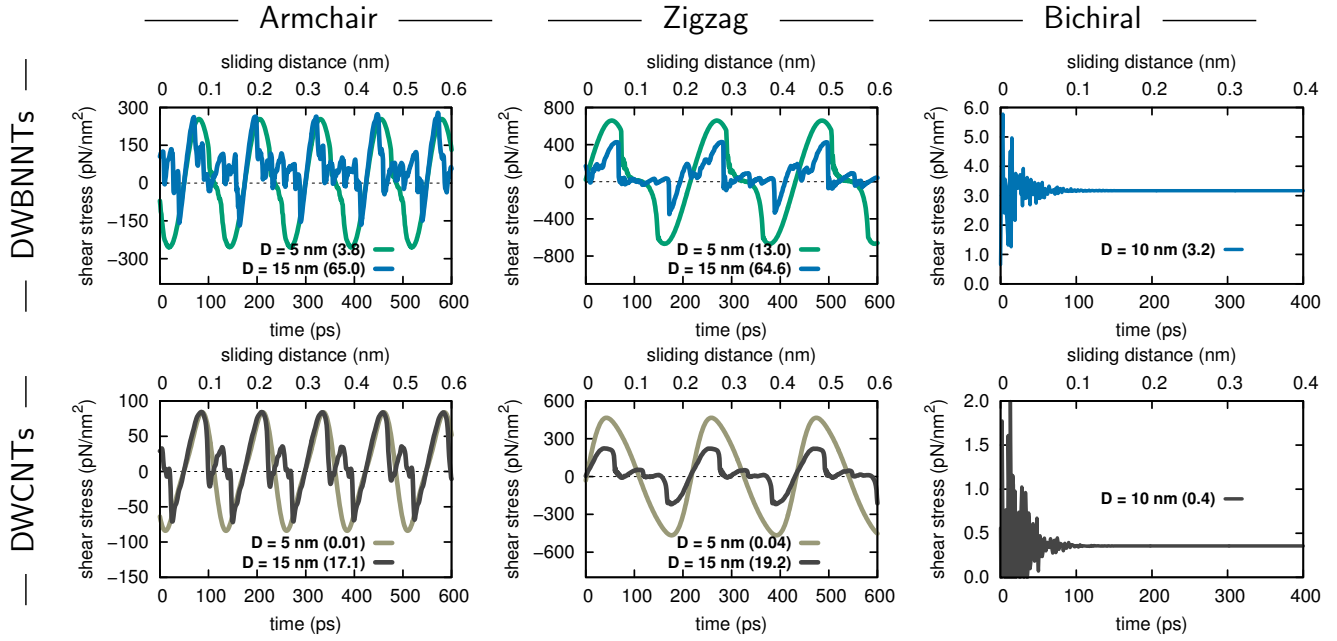 Armchair
Zigzag
Bichiral
DWBNNTs
sliding distance (nm)
0 0.1 0.2 0.3 0.4 0.5 0.6
shear stress (pN/nm²)
300
150
0
−150
−300
D = 5 nm (3.8)
D = 15 nm (65.0)
0 100 200 300 400 500 600
time (ps)
sliding distance (nm)
0 0.1 0.2 0.3 0.4 0.5 0.6
shear stress (pN/nm²)
800
400
0
−400
−800
D = 5 nm (13.0)
D = 15 nm (64.6)
0 100 200 300 400 500 600
time (ps)
sliding distance (nm)
0 0.1 0.2 0.3 0.4
shear stress (pN/nm²)
6.0
5.0
4.0
3.0
2.0
1.0
0.0
D = 10 nm (3.2)
0 100 200 300 400
time (ps)
DWCNTs
sliding distance (nm)
0 0.1 0.2 0.3 0.4 0.5 0.6
shear stress (pN/nm²)
100
50
0
−50
−100
−150
D = 5 nm (0.01)
D = 15 nm (17.1)
0 100 200 300 400 500 600
time (ps)
sliding distance (nm)
0 0.1 0.2 0.3 0.4 0.5 0.6
shear stress (pN/nm²)
600
300
0
−300
−600
D = 5 nm (0.04)
D = 15 nm (19.2)
0 100 200 300 400 500 600
time (ps)
sliding distance (nm)
0 0.1 0.2 0.3 0.4
shear stress (pN/nm²)
2.0
1.5
1.0
0.5
0.0
D = 10 nm (0.4)
0 100 200 300 400
time (ps)